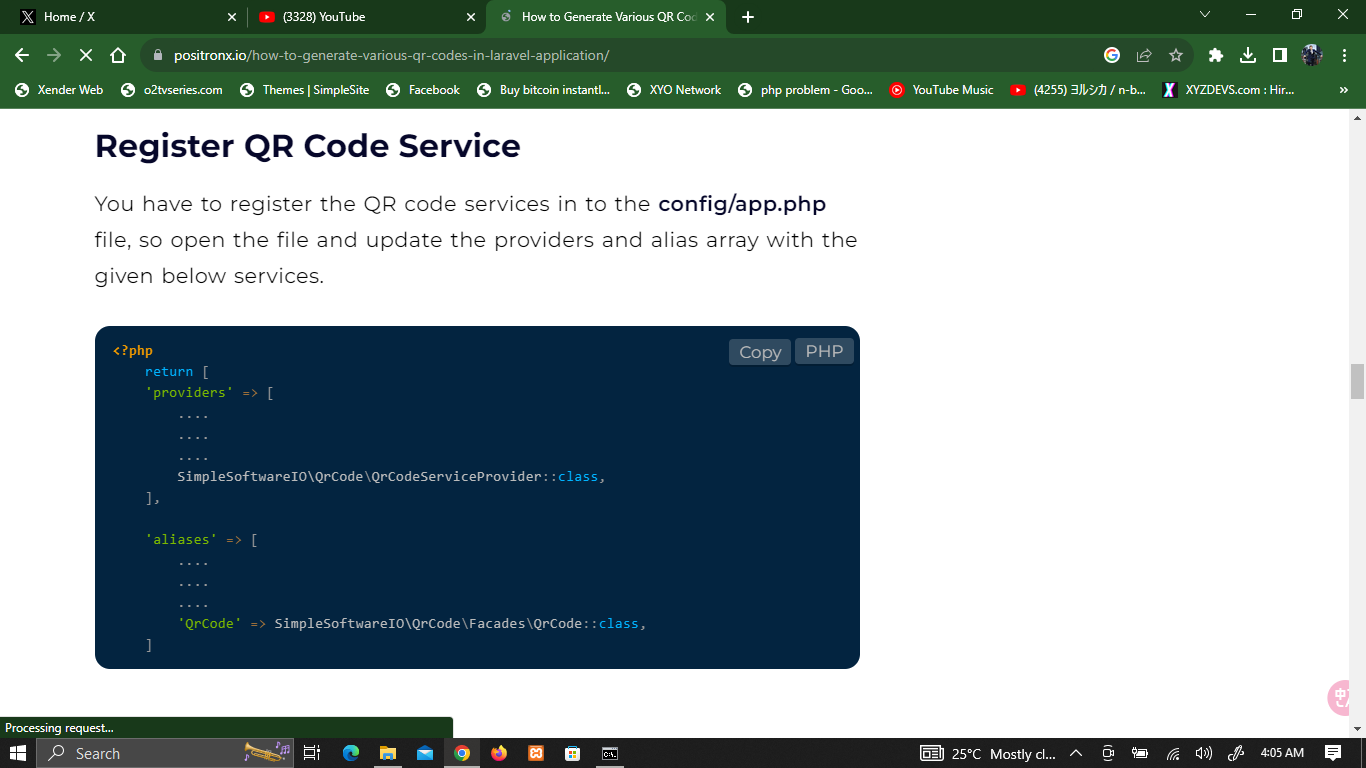 Home / X
(3328) YouTube
How to Generate Various QR Cod
positronx.io/how-to-generate-various-qr-codes-in-laravel-application/
Xender Web
o2tvseries.com
Themes | SimpleSite
Facebook
Buy bitcoin instantl...
XYO Network
php problem - Goo...
YouTube Music
(4255) ヨルシカ / n-b...
XYZDEVS.com : Hir...
»
Register QR Code Service
You have to register the QR code services in to the config/app.php
file, so open the file and update the providers and alias array with the
given below services.
Copy
PHP
<?php
return [
'providers' => [
....
....
....
SimpleSoftwareIO\QrCode\QrCodeServiceProvider::class,
],
'aliases' => [
....
....
....
'QrCode' => SimpleSoftwareIO\QrCode\Facades\QrCode::class,
]
Processing request...
Search
25°C Mostly cl...
4:05 AM